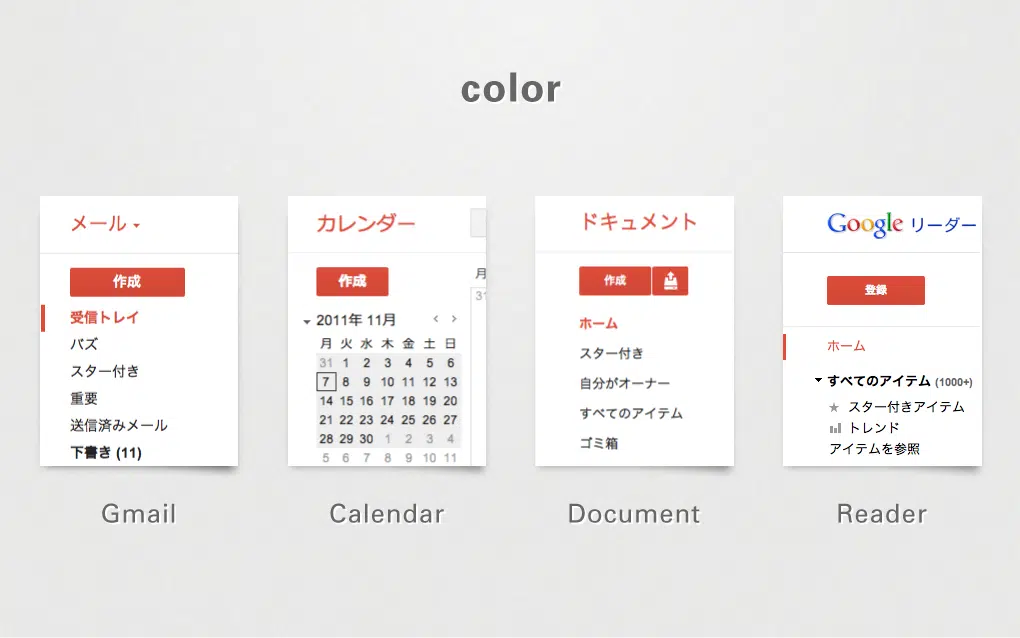 color
メール
作成
受信トレイ
バズ
スター付き
重要
送信済みメール
下書き (11)
Gmail
カレンダー
作成
月
31
2011年 11月
月 火 水 木 金 土 日
31 1 2 3 4 5 6
7 8 9 10 11 12 13
14 15 16 17 18 19 20
21 22 23 24 25 26 27
28 29 30 1 2 3 4
5 6 7 8 9 10 11
Calendar
ドキュメント
作成
ホーム
スター付き
自分がオーナー
すべてのアイテム
ゴミ箱
Document
Google リーダー
登録
ホーム
すべてのアイテム (1000+)
スター付きアイテム
トレンド
アイテムを参照
Reader